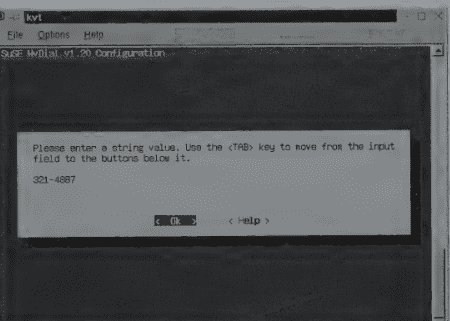 kvt
File Options Help
SuSE WvDial v1.20 Configuration
Please enter a string value. Use the <TAB> key to move from the input
field to the buttons below it.
321-4887
< Ok > < Help >